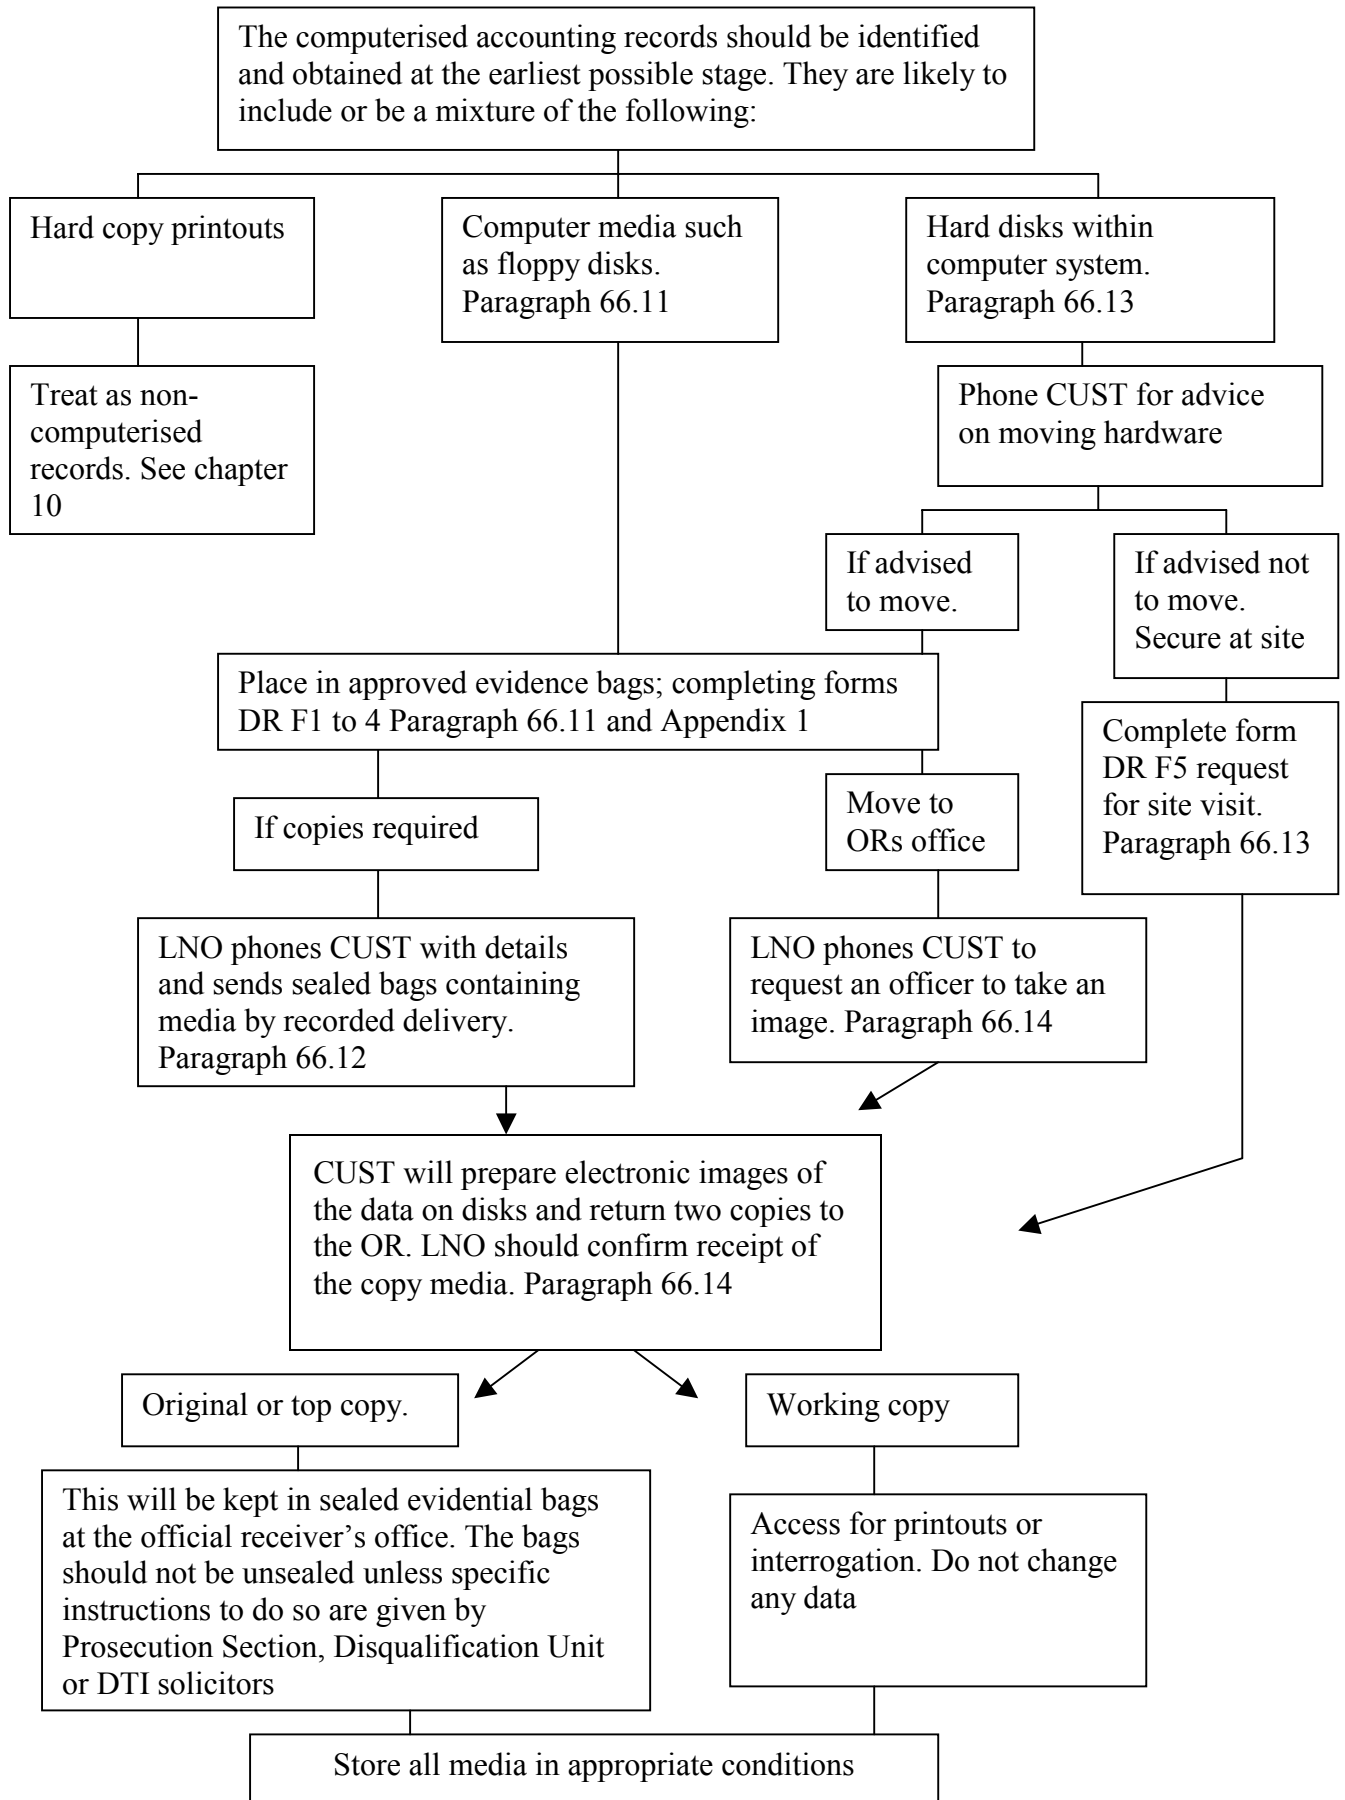 The computerised accounting records should be identified
and obtained at the earliest possible stage. They are likely to
include or be a mixture of the following:
Hard copy printouts
Computer media such
as floppy disks.
Paragraph 66.11
Hard disks within
computer system.
Paragraph 66.13
Treat as non-
computerised
records. See chapter
10
Phone CUST for advice
on moving hardware
If advised
to move.
If advised not
to move.
Secure at site
Place in approved evidence bags; completing forms
DR F1 to 4 Paragraph 66.11 and Appendix 1
Complete form
DR F5 request
for site visit.
Paragraph 66.13
If copies required
Move to
ORs office
LNO phones CUST with details
and sends sealed bags containing
media by recorded delivery.
Paragraph 66.12
LNO phones CUST to
request an officer to take an
image. Paragraph 66.14
CUST will prepare electronic images of
the data on disks and return two copies to
the OR. LNO should confirm receipt of
the copy media. Paragraph 66.14
Original or top copy.
Working copy
This will be kept in sealed evidential bags
at the official receiver’s office. The bags
should not be unsealed unless specific
instructions to do so are given by
Prosecution Section, Disqualification Unit
or DTI solicitors
Access for printouts or
interrogation. Do not change
any data
Store all media in appropriate conditions